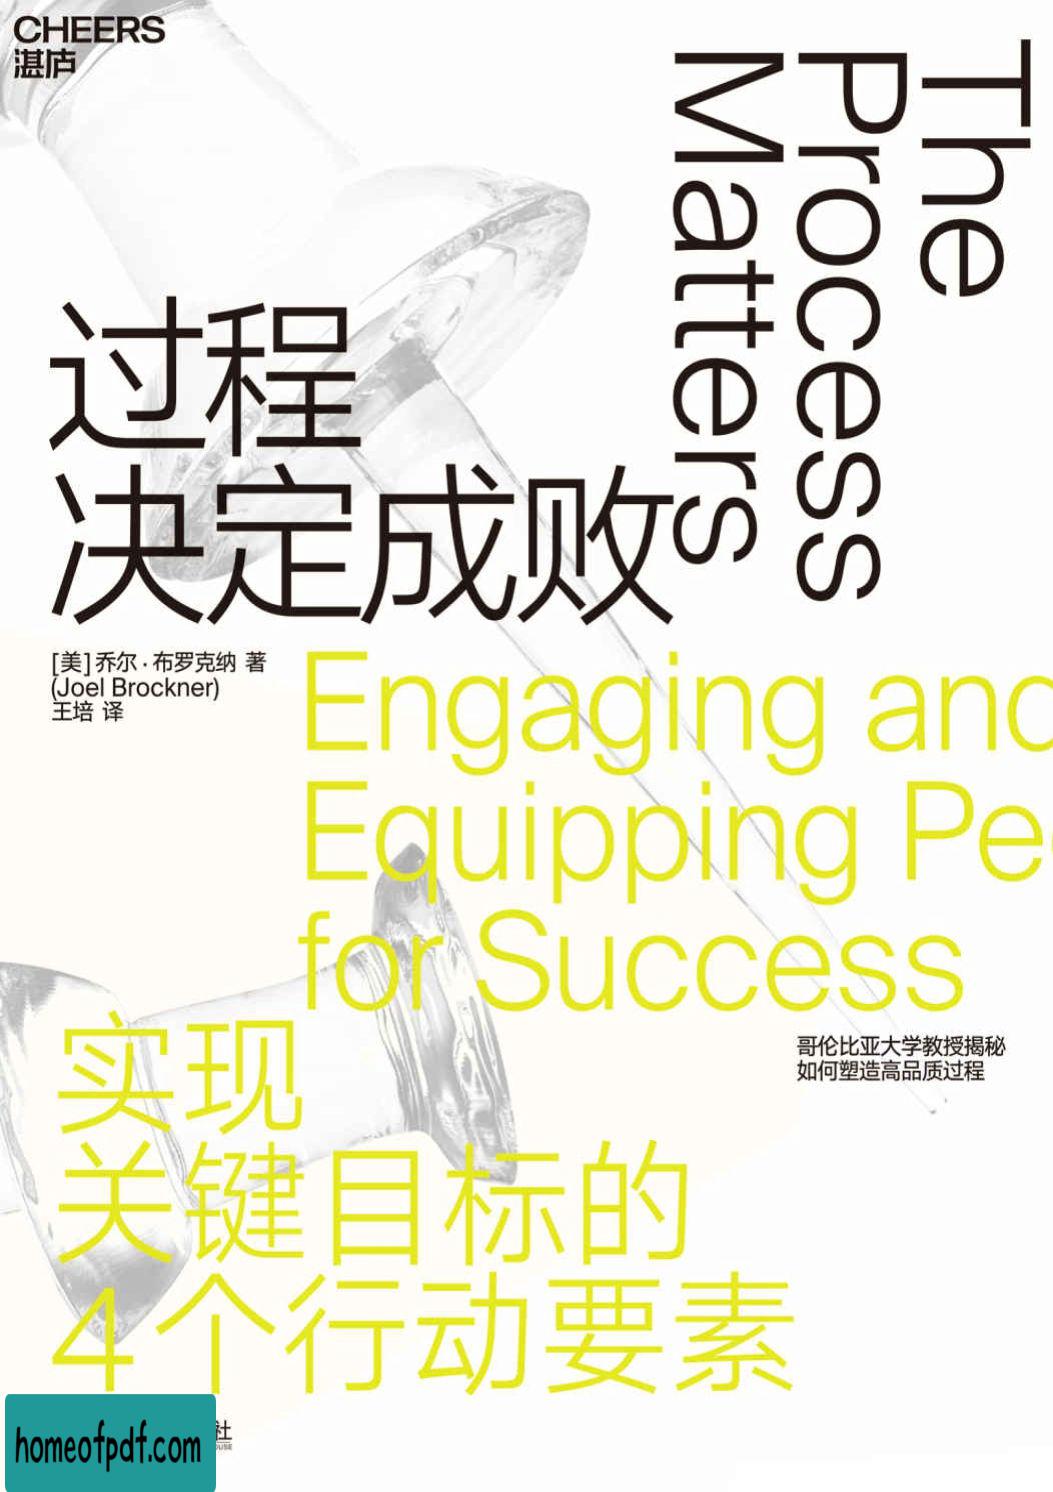 CHEERS
湛庐
The
Process
Matters
过程
决定成败
[美]乔尔·布罗克纳 著
(Joel Brockner)
王培 译
Engaging and
Equipping Pe
for Success
哥伦比亚大学教授揭秘
如何塑造高品质过程
实现
关键目标的
4个行动要素
社
homeofpdf.com